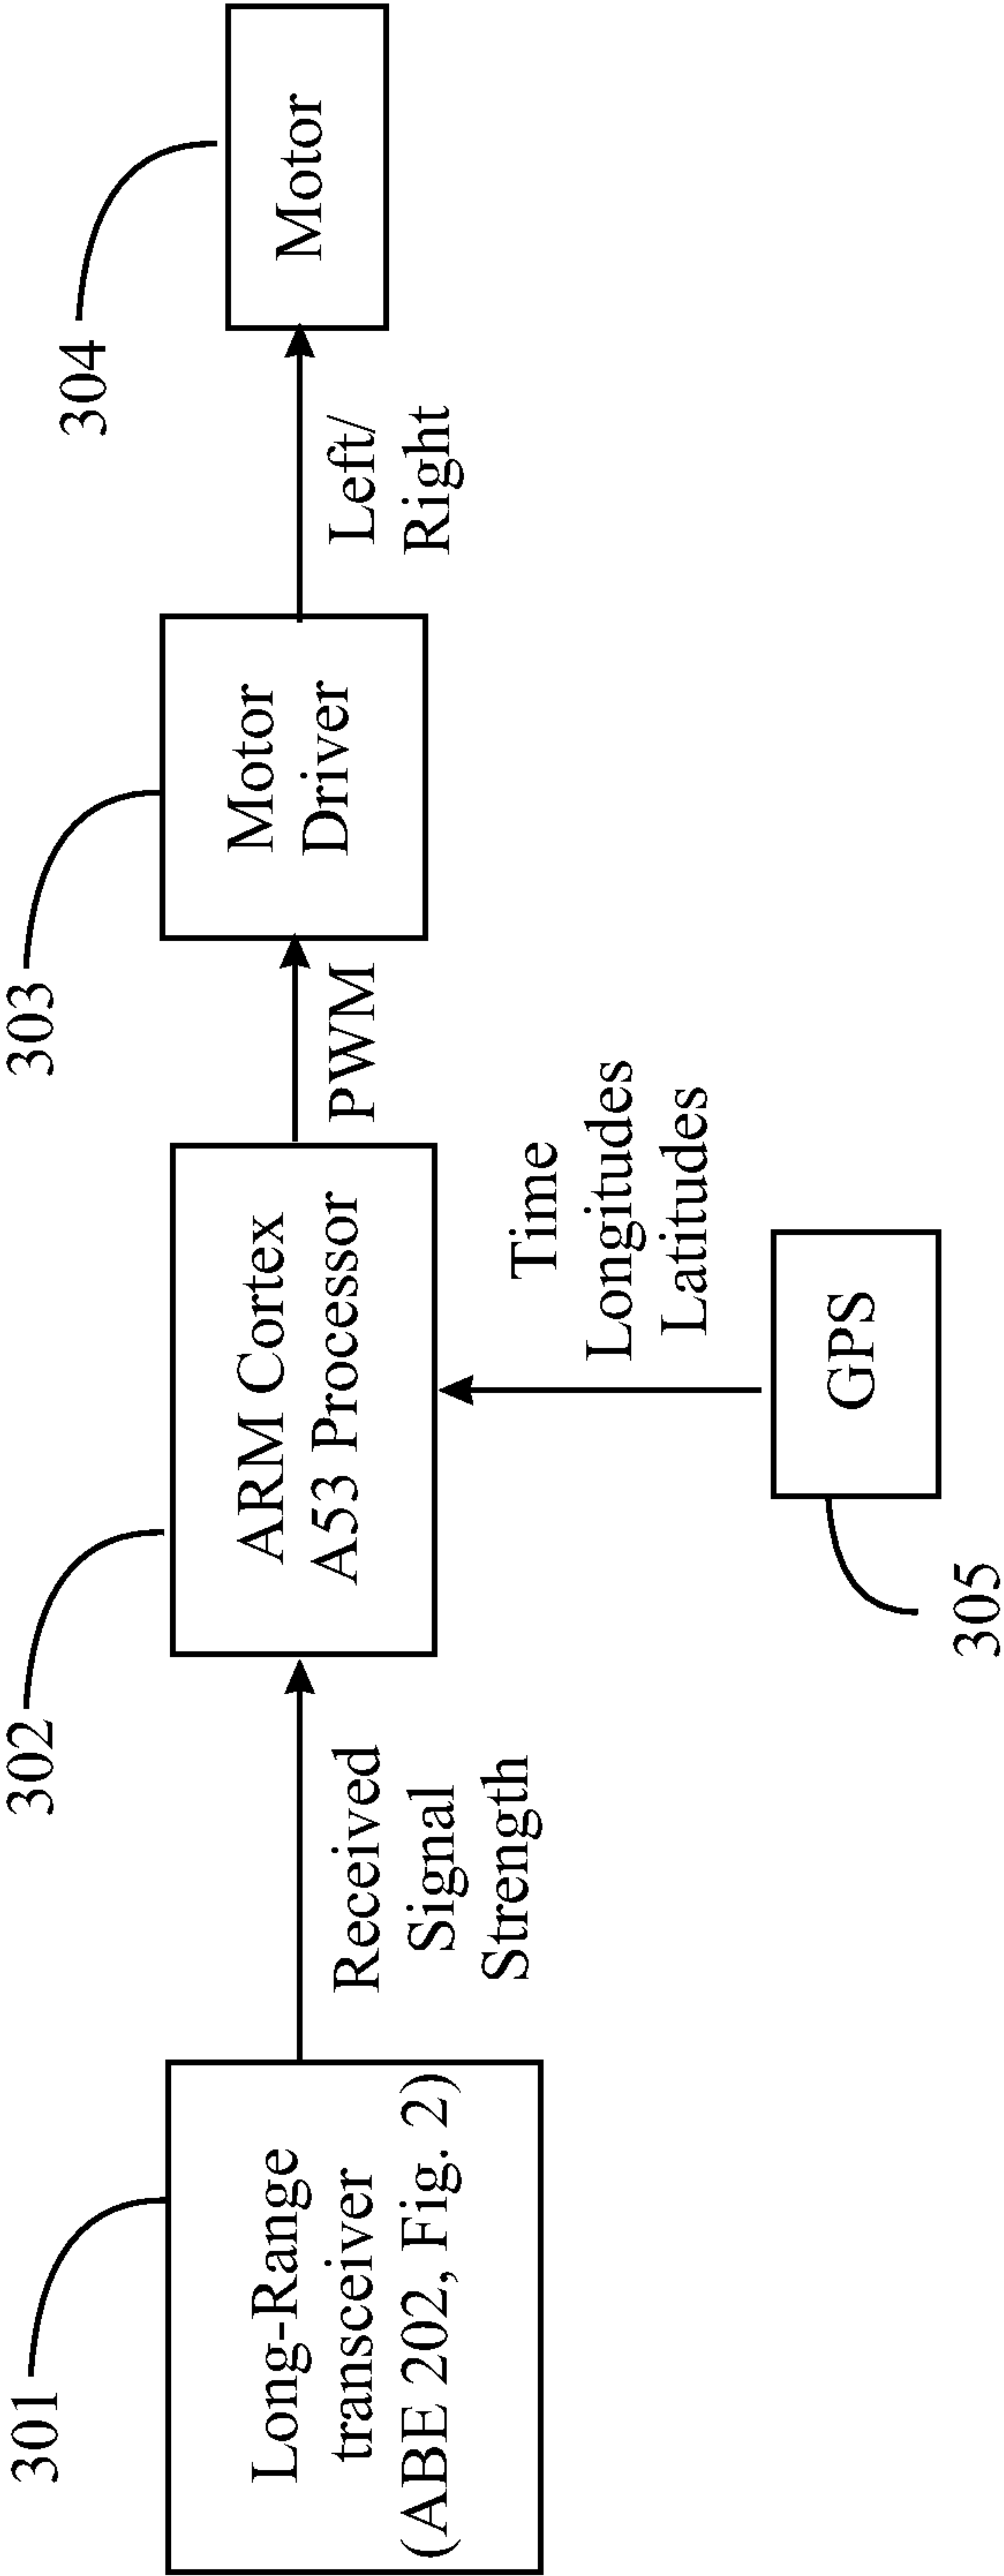 301
Long-Range
transceiver
(ABE 202, Fig. 2)
Received
Signal
Strength
302
ARM Cortex
A53 Processor
PWM
303
Motor
Driver
Left/
Right
304
Motor
Time
Longitudes
Latitudes
GPS
305